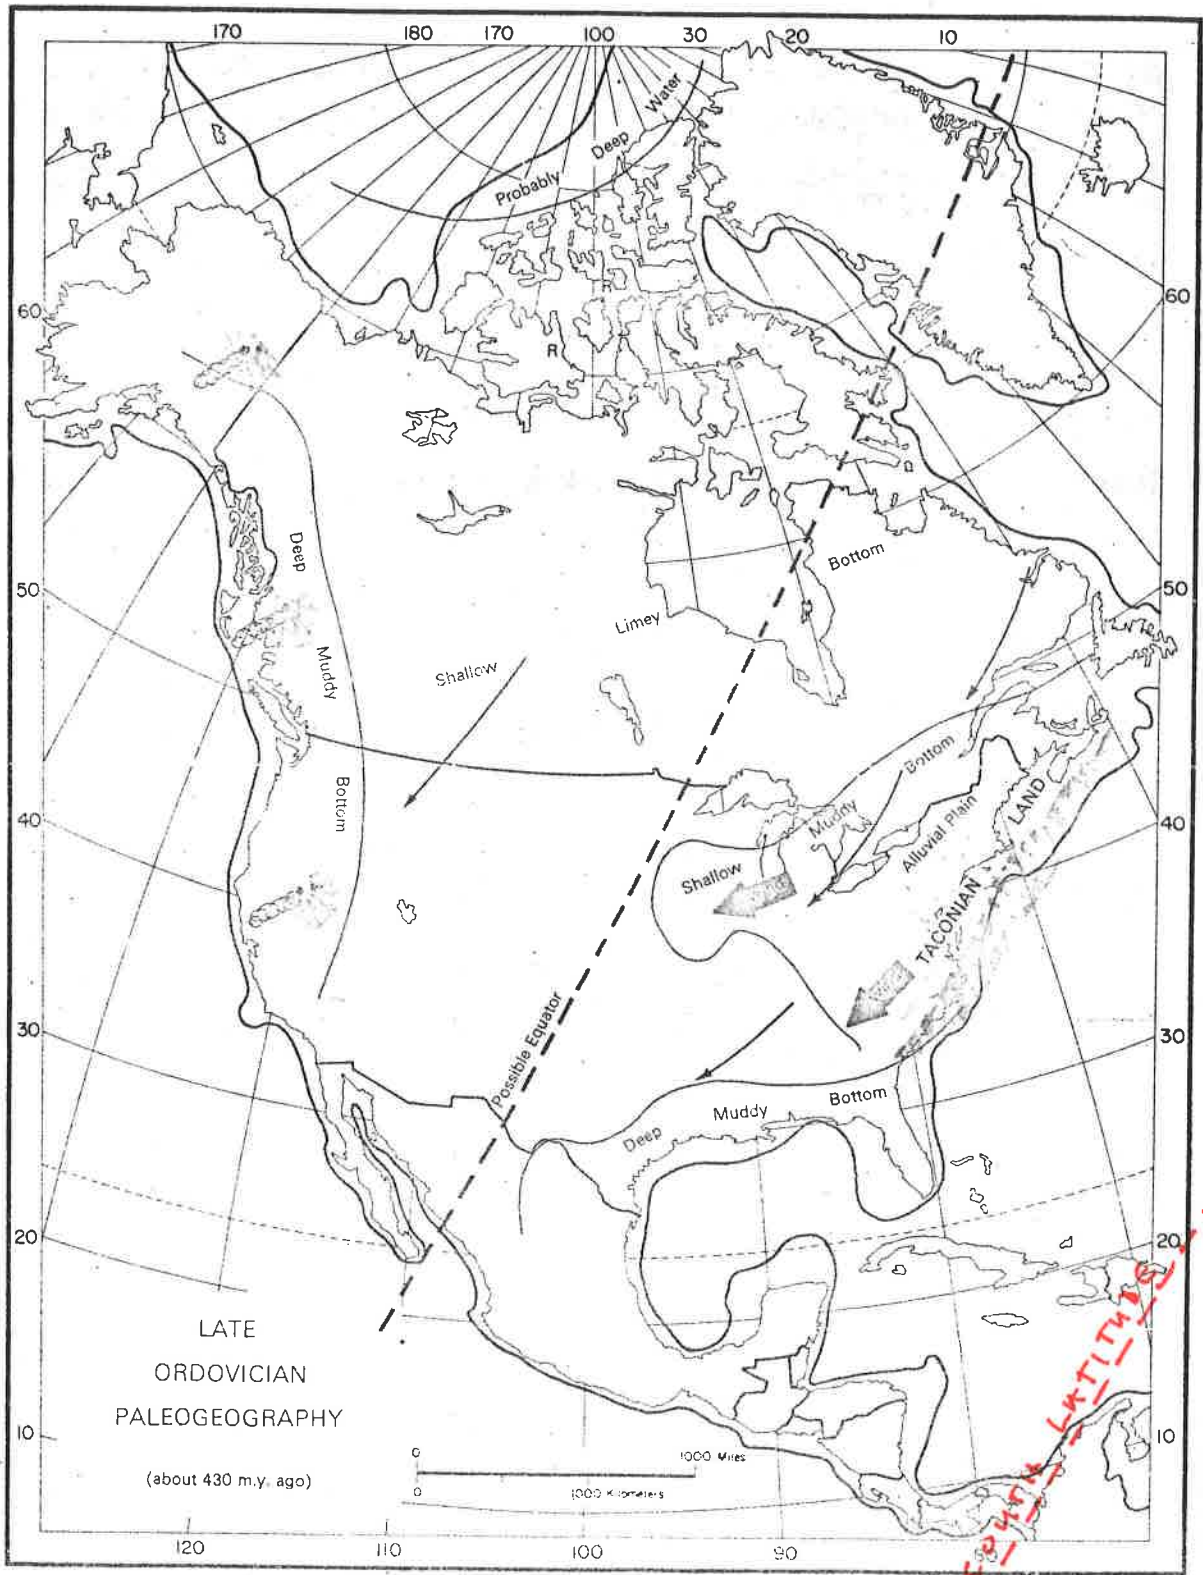 170
180
170
100
30
20
10
Probably Deep Water
R
R
60
60
Deep
Muddy
Bottom
Shallow
Limey
Bottom
50
50
Shallow
Muddy
Bottom
Alluvial Plain
TACONIAN LAND
40
40
Possible Equator
30
30
Deep
Muddy
Bottom
20
20
LATE
ORDOVICIAN
PALEOGEOGRAPHY
(about 430 m.y. ago)
0
1000 Miles
0
1000 Kilometers
10
10
LATITUDE
120
110
100
90
80